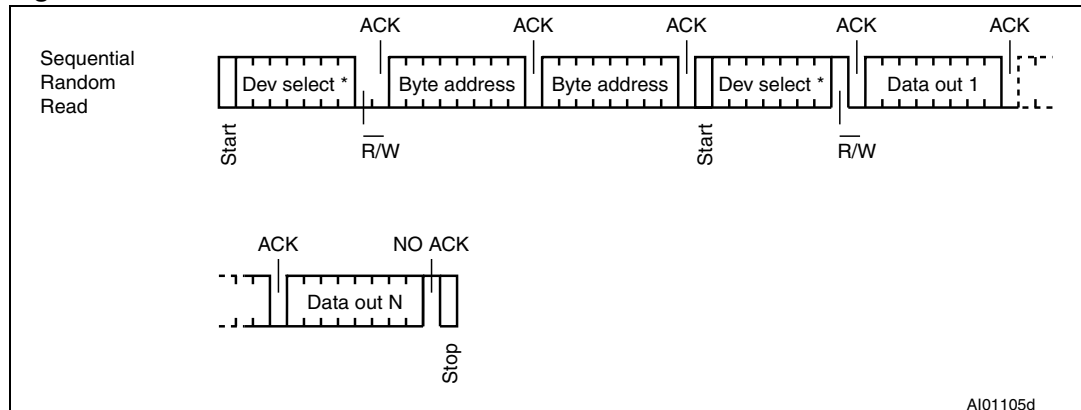 ACK ACK ACK ACK ACK
Sequential
Random
Read
Dev select * Byte address Byte address Dev select * Data out 1
Start R/W Start R/W
ACK NO ACK
Data out N
Stop
AI01105d